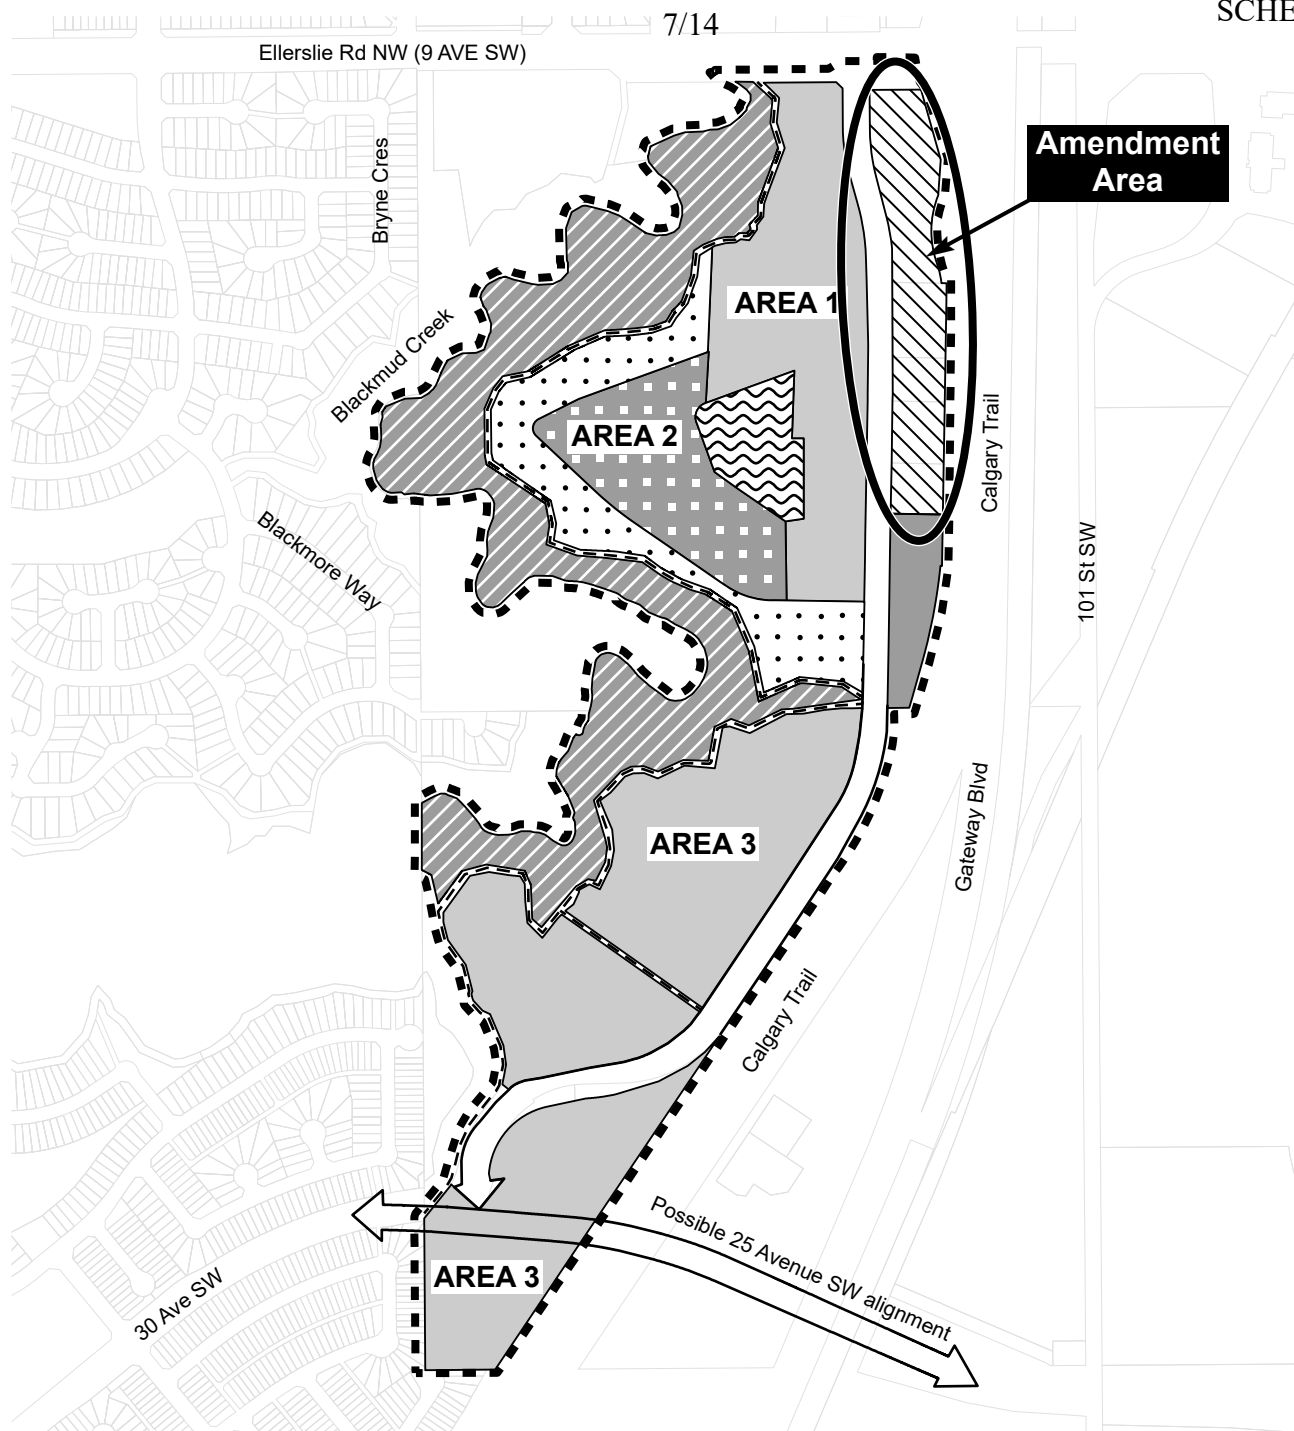 7/14
SCHE
Ellerslie Rd NW (9 AVE SW)
Amendment
Area
Bryne Cres
AREA 1
Blackmud Creek
AREA 2
Calgary Trail
Blackmore Way
101 St SW
Gateway Blvd
AREA 3
Calgary Trail
Possible 25 Avenue SW alignment
AREA 3
30 Ave SW